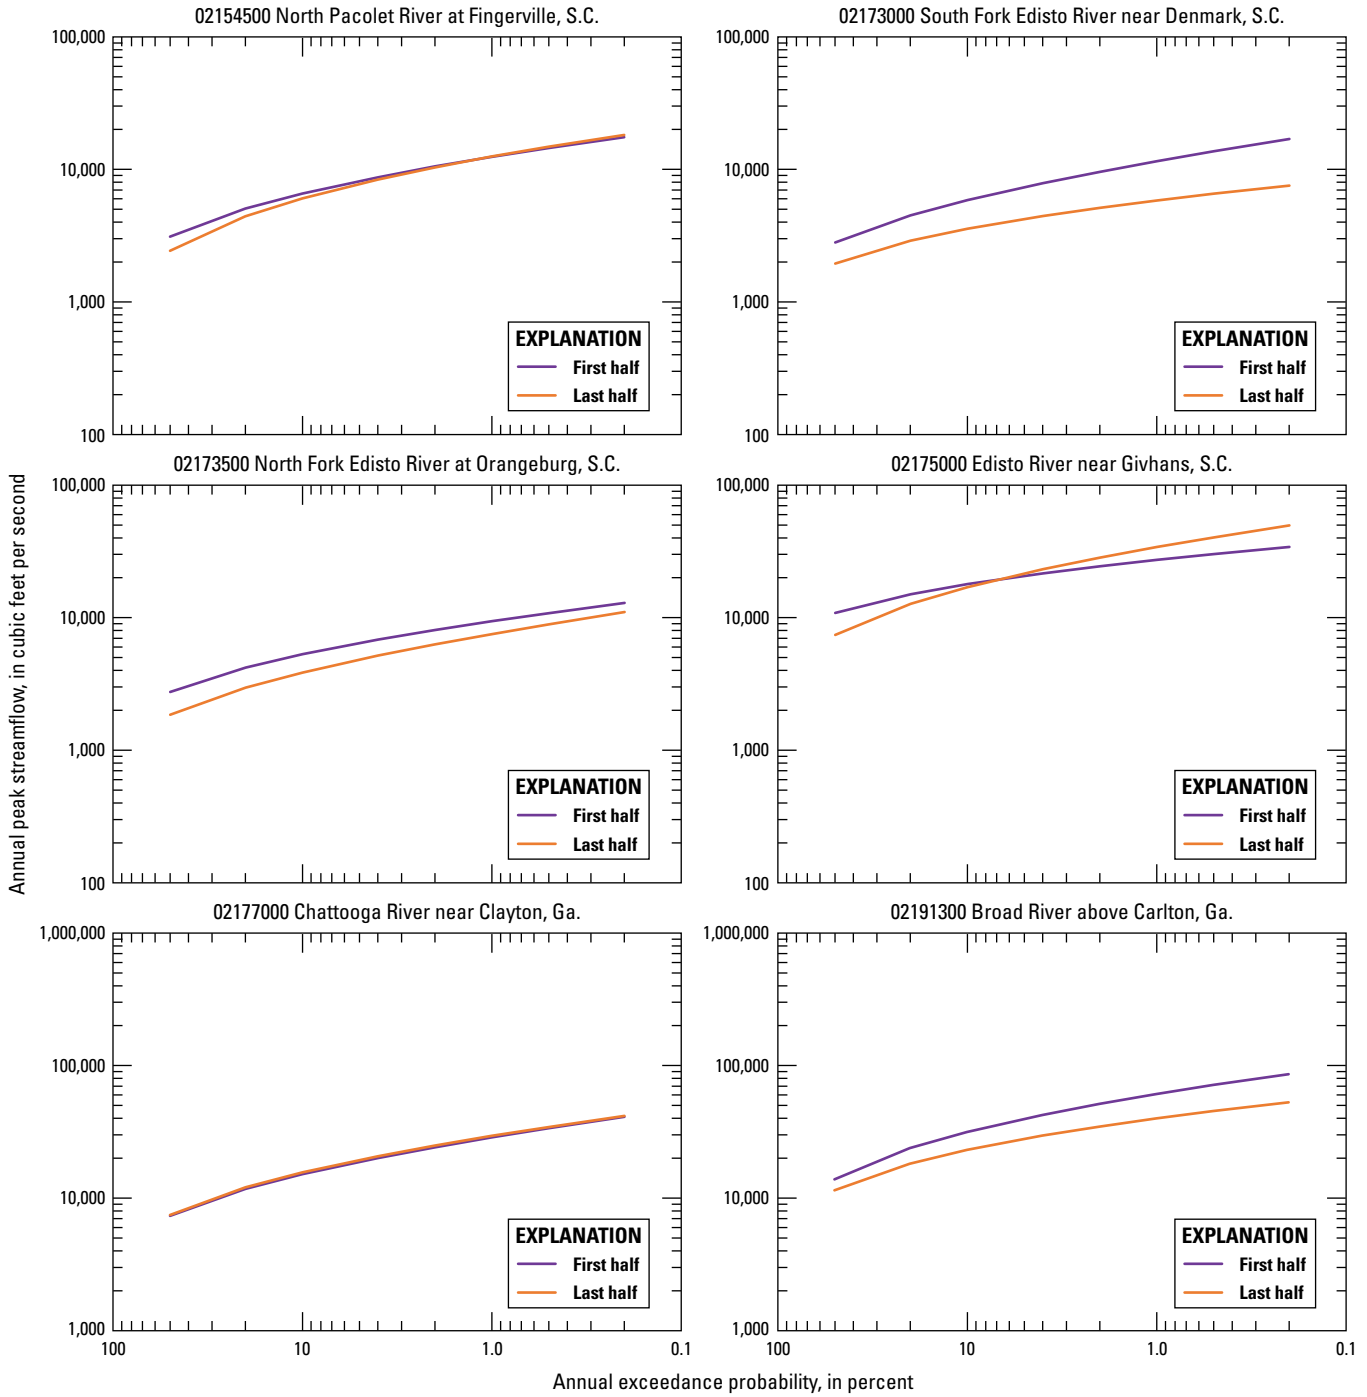 02154500 North Pacolet River at Fingerville, S.C.
100,000
10,000
1,000
100
EXPLANATION
First half
Last half
02173000 South Fork Edisto River near Denmark, S.C.
100,000
10,000
1,000
100
EXPLANATION
First half
Last half
Annual peak streamflow, in cubic feet per second
02173500 North Fork Edisto River at Orangeburg, S.C.
100,000
10,000
1,000
100
EXPLANATION
First half
Last half
02175000 Edisto River near Givhans, S.C.
100,000
10,000
1,000
100
EXPLANATION
First half
Last half
02177000 Chattooga River near Clayton, Ga.
1,000,000
100,000
10,000
1,000
EXPLANATION
First half
Last half
100 10 1.0 0.1
02191300 Broad River above Carlton, Ga.
1,000,000
100,000
10,000
1,000
EXPLANATION
First half
Last half
100 10 1.0 0.1
Annual exceedance probability, in percent